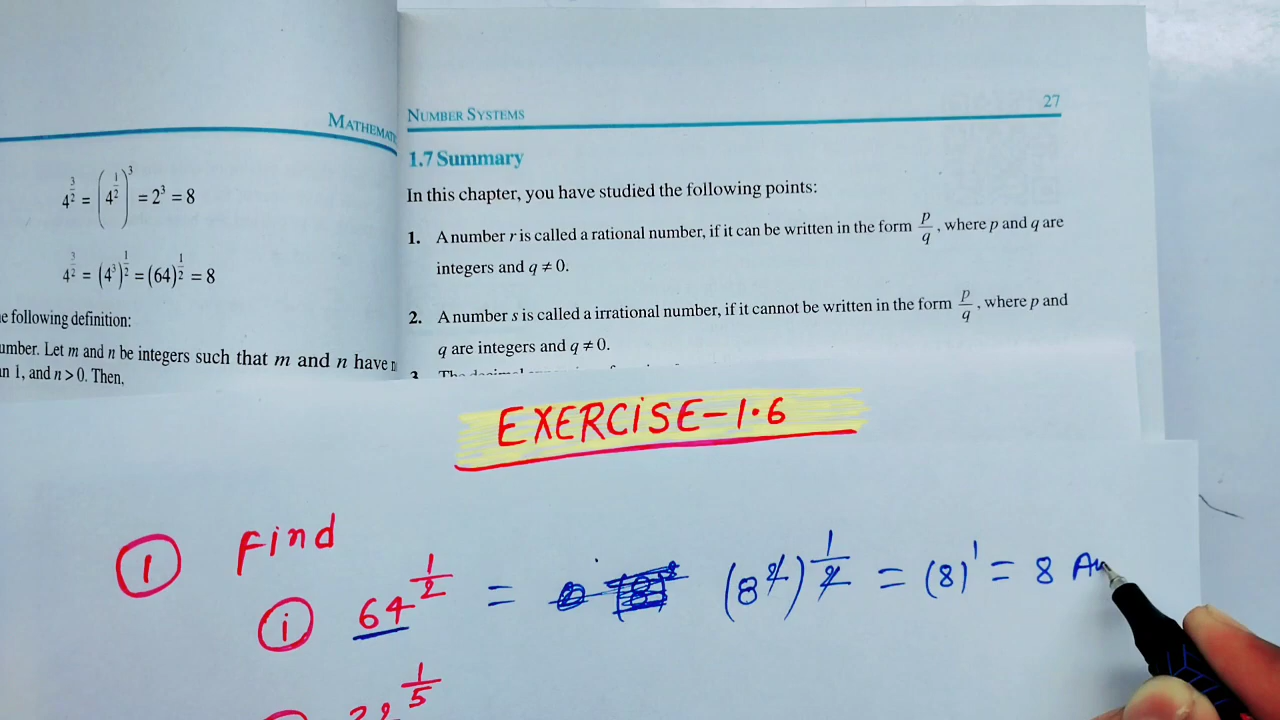 MATHEMAT
4^{3/2} = (4^{1/2})^3 = 2^3 = 8
4^{3/2} = (4^3)^{1/2} = (64)^{1/2} = 8
e following definition:
umber. Let m and n be integers such that m and n have n
n 1, and n > 0. Then,
NUMBER SYSTEMS 27
1.7 Summary
In this chapter, you have studied the following points:
1. A number r is called a rational number, if it can be written in the form p/q, where p and q are
integers and q ≠ 0.
2. A number s is called a irrational number, if it cannot be written in the form p/q, where p and
q are integers and q ≠ 0.
3
EXERCISE-1.6
1 Find
i 64^{1/2} = (8^2)^{1/2} = (8)^1 = 8 An
1/5